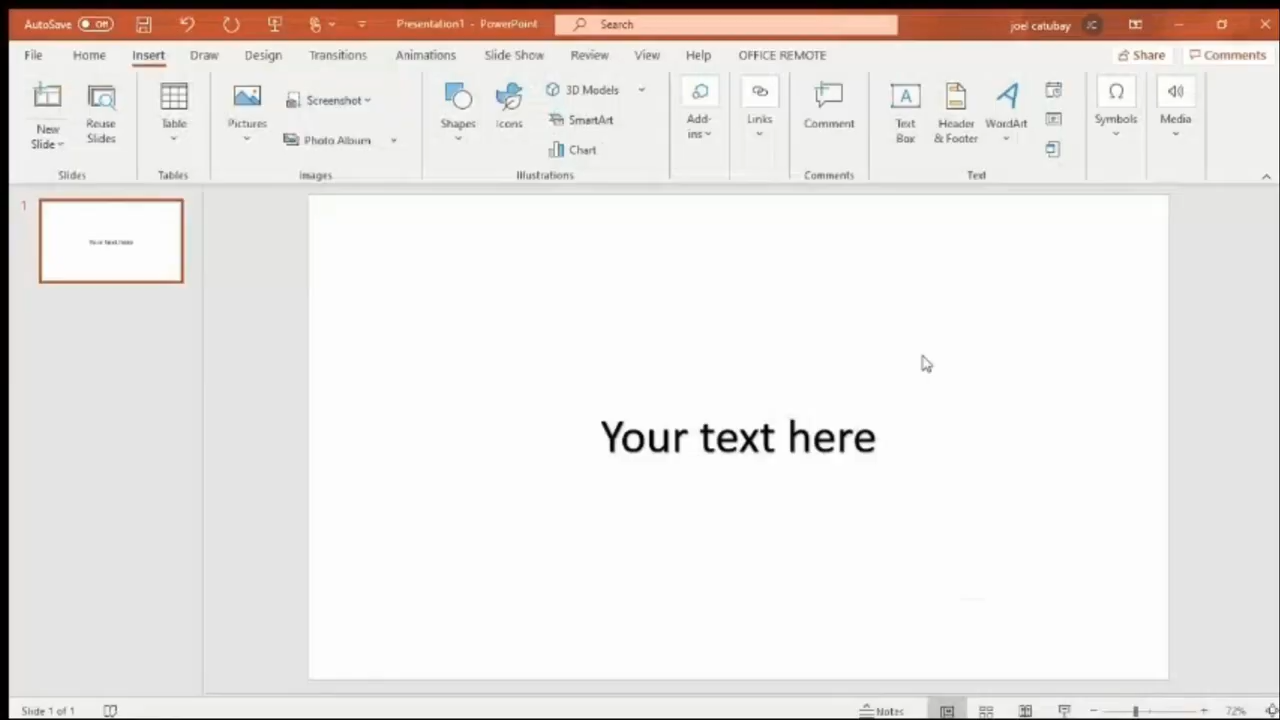 AutoSave Off Presentation1 - PowerPoint Search joel catubay JC
File Home Insert Draw Design Transitions Animations Slide Show Review View Help OFFICE REMOTE Share Comments
New Slide
Reuse Slides
Table
Pictures
Screenshot
Photo Album
Shapes
Icons
3D Models
SmartArt
Chart
Add-ins
Links
Comment
Text Box
Header & Footer
WordArt
Symbols
Media
Slides Tables Images Illustrations Comments Text
1
Your text here
Your text here
Slide 1 of 1 Notes 72%